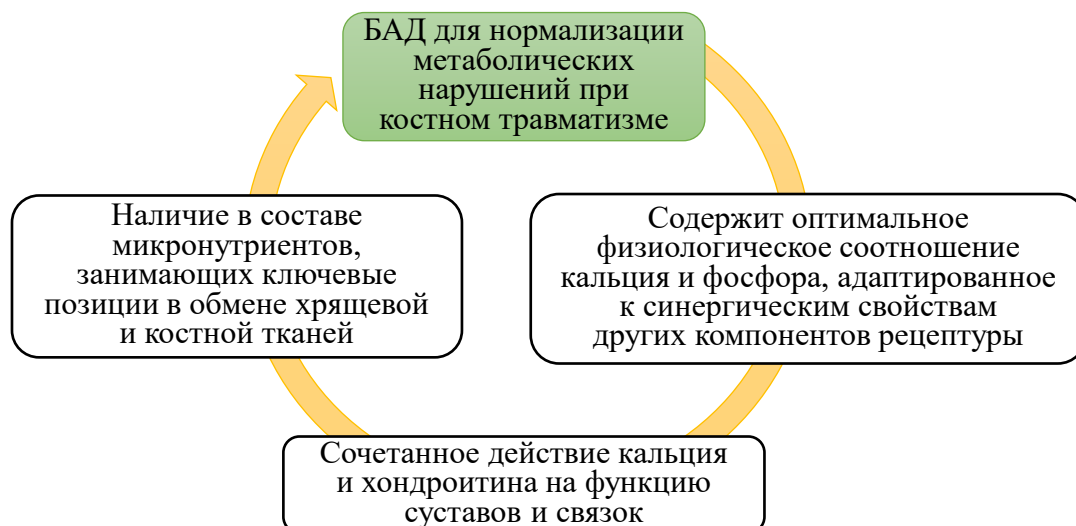 БАД для нормализации
метаболических
нарушений при
костном травматизме
Наличие в составе
микронутриентов,
занимающих ключевые
позиции в обмене хрящевой
и костной тканей
Содержит оптимальное
физиологическое соотношение
кальция и фосфора, адаптированное
к синергическим свойствам
других компонентов рецептуры
Сочетанное действие кальция
и хондроитина на функцию
суставов и связок